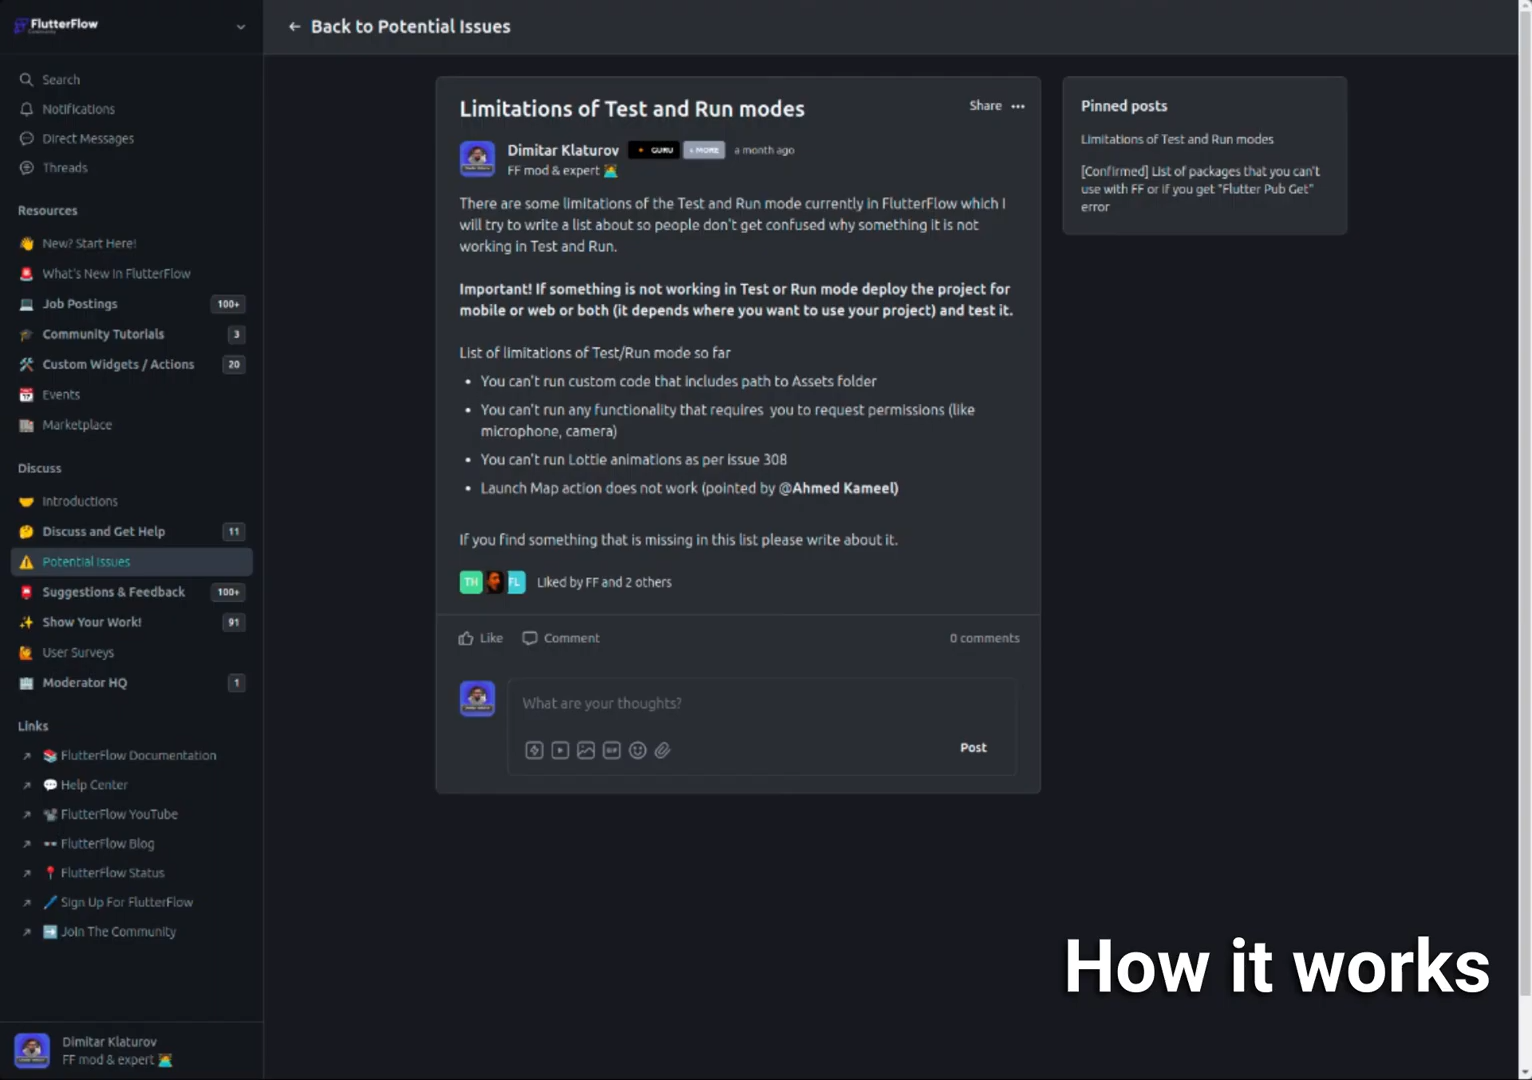 FlutterFlow
Search
Notifications
Direct Messages
Threads
Resources
New? Start Here!
What's New In FlutterFlow
Job Postings 100+
Community Tutorials 3
Custom Widgets / Actions 20
Events
Marketplace
Discuss
Introductions
Discuss and Get Help 11
Potential Issues
Suggestions & Feedback 100+
Show Your Work! 91
User Surveys
Moderator HQ 1
Links
FlutterFlow Documentation
Help Center
FlutterFlow YouTube
FlutterFlow Blog
FlutterFlow Status
Sign Up For FlutterFlow
Join The Community
Dimitar Klaturov
FF mod & expert
← Back to Potential Issues
Limitations of Test and Run modes
Share
Dimitar Klaturov GURU + MORE a month ago
FF mod & expert
There are some limitations of the Test and Run mode currently in FlutterFlow which I
will try to write a list about so people don't get confused why something it is not
working in Test and Run.
Important! If something is not working in Test or Run mode deploy the project for
mobile or web or both (it depends where you want to use your project) and test it.
List of limitations of Test/Run mode so far
• You can't run custom code that includes path to Assets folder
• You can't run any functionality that requires you to request permissions (like
microphone, camera)
• You can't run Lottie animations as per issue 308
• Launch Map action does not work (pointed by @Ahmed Kameel)
If you find something that is missing in this list please write about it.
TH FL Liked by FF and 2 others
Like Comment 0 comments
What are your thoughts?
GIF
Post
Pinned posts
Limitations of Test and Run modes
[Confirmed] List of packages that you can't
use with FF or if you get "Flutter Pub Get"
error
How it works